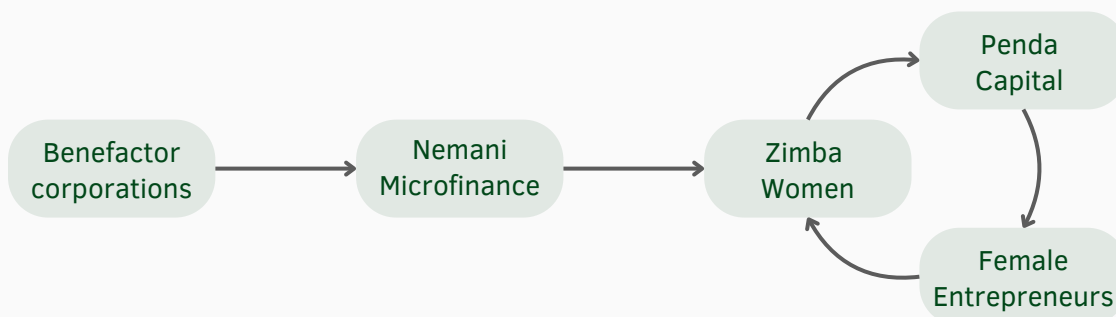 Benefactor
corporations
Nemani
Microfinance
Zimba
Women
Penda
Capital
Female
Entrepreneurs